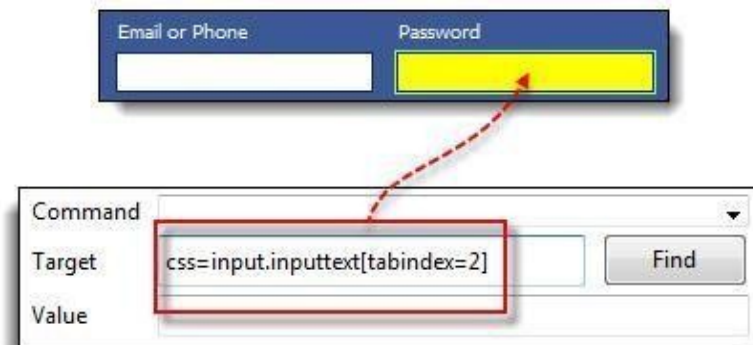 Email or Phone Password
Command
Target css=input.inputtext[tabindex=2] Find
Value